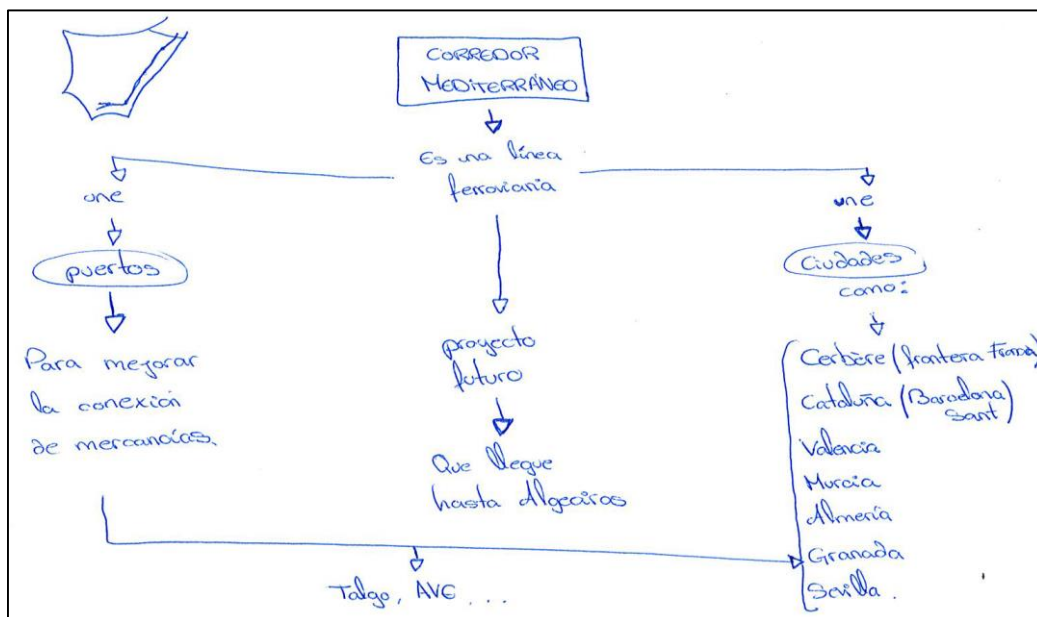 CORREDOR
MEDITERRÁNEO
Es una línea
ferroviaria
une
puertos
Para mejorar
la conexión
de mercancías.
proyecto
futuro
Que llegue
hasta Algeciras
une
Ciudades
como:
Cerbère (frontera Francia)
Cataluña (Barcelona
Sant)
Valencia
Murcia
Almería
Granada
Sevilla.
Talgo, AVE ...